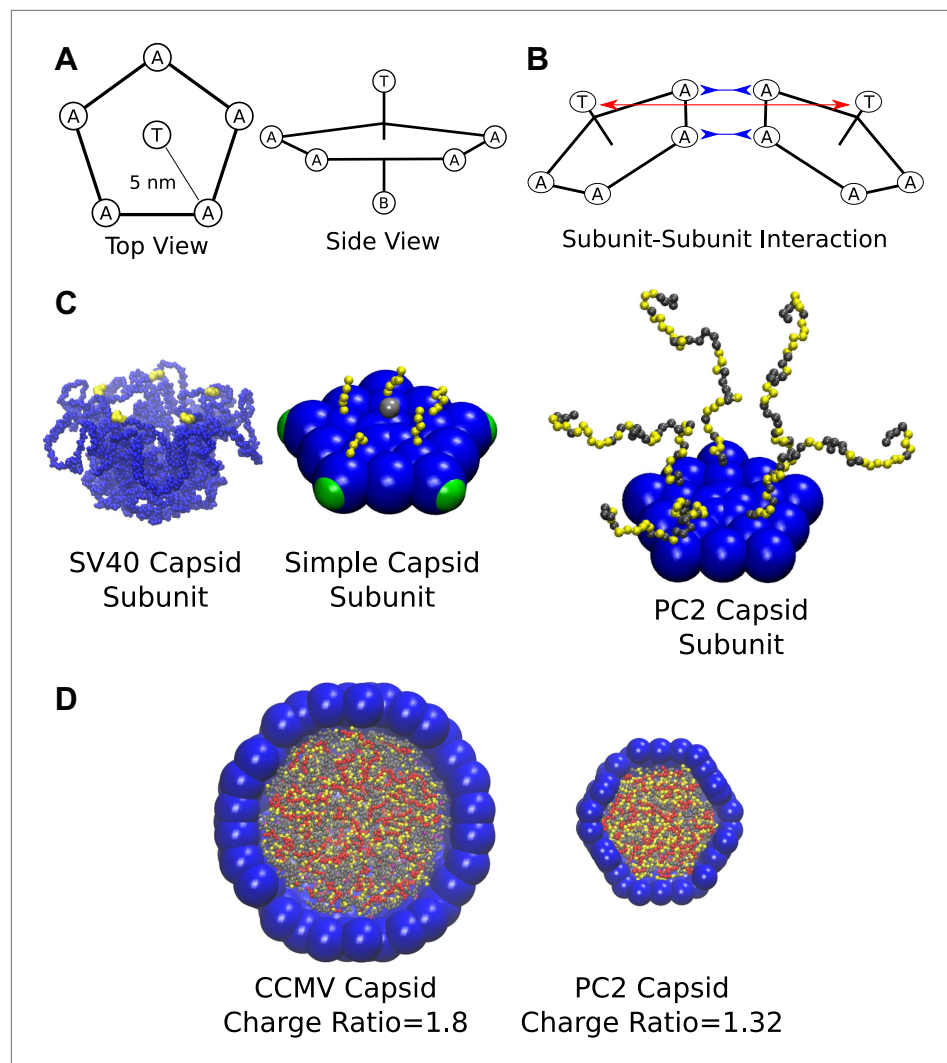 A
B
A
A
A
A
A
T
5 nm
Top View
T
A
A
A
A
B
Side View
T
A
A
T
A
A
A
A
A
A
Subunit-Subunit Interaction
C
SV40 Capsid
Subunit
Simple Capsid
Subunit
PC2 Capsid
Subunit
D
CCMV Capsid
Charge Ratio=1.8
PC2 Capsid
Charge Ratio=1.32